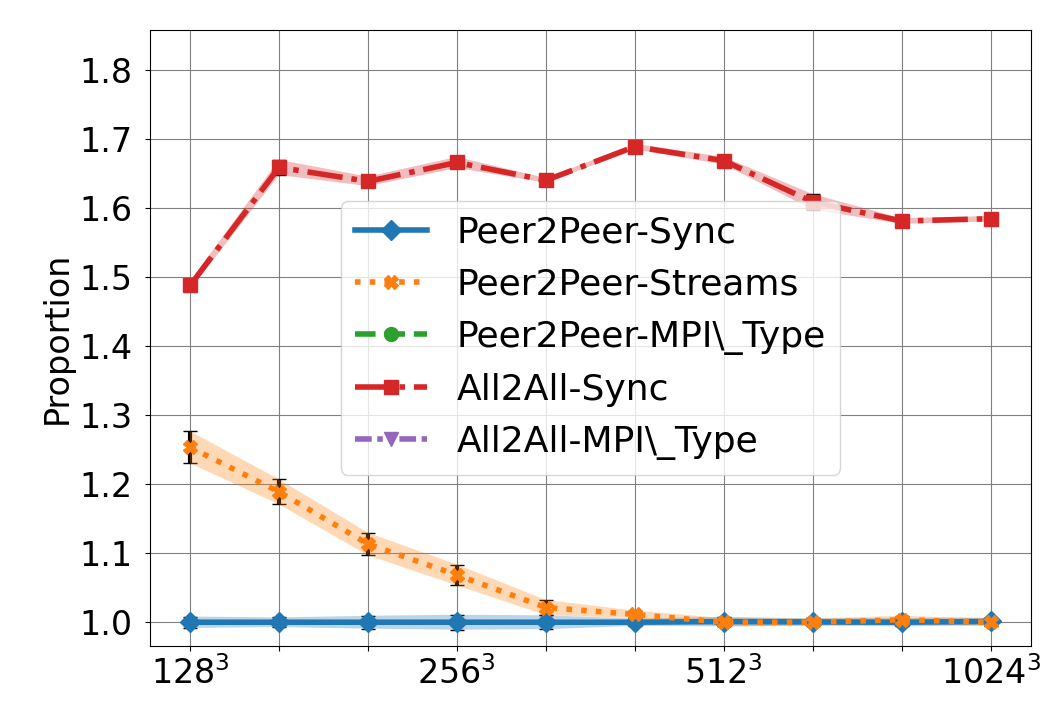 Proportion
1.8
1.7
1.6
1.5
1.4
1.3
1.2
1.1
1.0
Peer2Peer-Sync
Peer2Peer-Streams
Peer2Peer-MPI\_Type
All2All-Sync
All2All-MPI\_Type
128³ 256³ 512³ 1024³